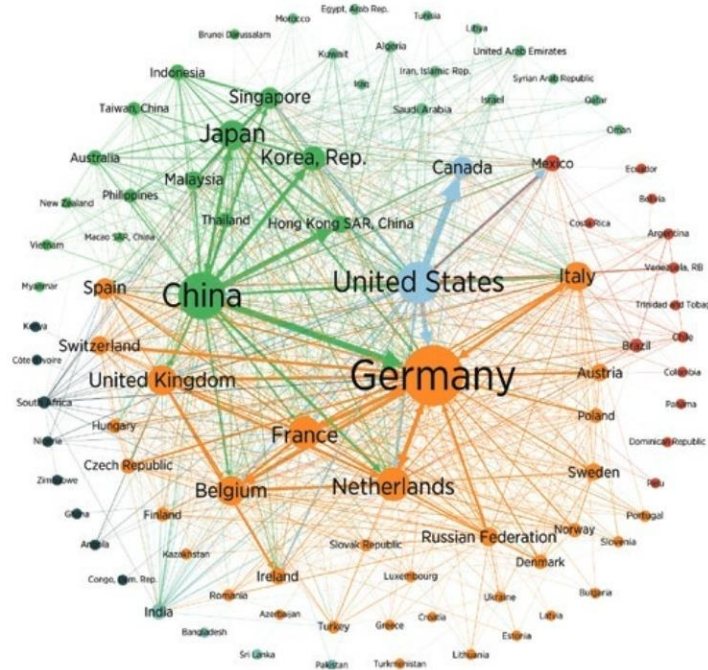 Egypt, Arab Rep.
Tunisia
Morocco
Libya
Brunei Darussalam
Kuwait
Algeria
United Arab Emirates
Indonesia
Iraq
Iran, Islamic Rep.
Syrian Arab Republic
Singapore
Taiwan, China
Saudi Arabia
Israel
Qatar
Japan
Oman
Australia
Korea, Rep.
Canada
Mexico
Malaysia
Ecuador
Philippines
Bolivia
New Zealand
Thailand
Hong Kong SAR, China
Costa Rica
Argentina
Macao SAR, China
Vietnam
Venezuela, RB
Myanmar
Spain
China
United States
Italy
Trinidad and Tobag
Kenya
Chile
Switzerland
Brazil
Côte d'Ivoire
United Kingdom
Germany
Austria
Colombia
South Africa
Panama
Hungary
Poland
Nigeria
France
Dominican Republic
Czech Republic
Sweden
Zimbabwe
Belgium
Netherlands
Peru
Ghana
Finland
Portugal
Russian Federation
Norway
Slovenia
Angola
Slovak Republic
Kazakhstan
Denmark
Congo, Dem. Rep.
Ireland
Luxembourg
Romania
Ukraine
Bulgaria
India
Azerbaijan
Croatia
Latvia
Bangladesh
Turkey
Greece
Estonia
Sri Lanka
Pakistan
Turkmenistan
Lithuania